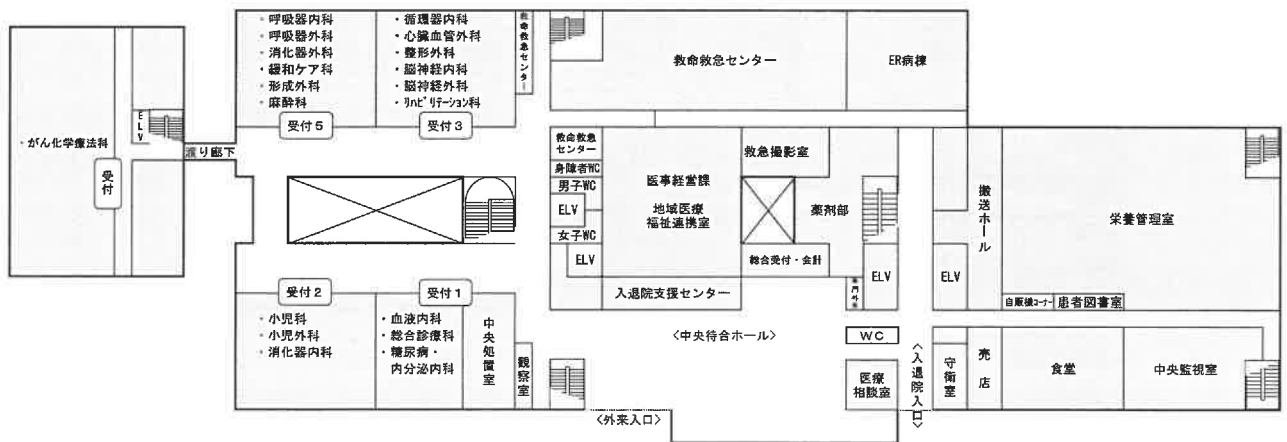 ・呼吸器内科
・呼吸器外科
・消化器外科
・緩和ケア科
・形成外科
・麻酔科
受付５
・循環器内科
・心臓血管外科
・整形外科
・脳神経内科
・脳神経外科
・ﾘﾊﾋﾞﾘﾃｰｼｮﾝ科
受付３
救命救急センター
救命救急センター
ER病棟
・がん化学療法科
受付
ELV
渡り廊下
救命救急
センター
身障者WC
男子WC
ELV
女子WC
ELV
医事経営課
地域医療
福祉連携室
救急撮影室
薬剤部
総合受付・会計
入退院支援センター
ELV
ELV
搬送ホール
栄養管理室
自販機ｺｰﾅｰ
患者図書室
受付２
・小児科
・小児外科
・消化器内科
受付１
・血液内科
・総合診療科
・糖尿病・
内分泌内科
中央処置室
観察室
〈中央待合ホール〉
ＷＣ
医療
相談室
〈入退院入口〉
守衛室
売店
食堂
中央監視室
〈外来入口〉